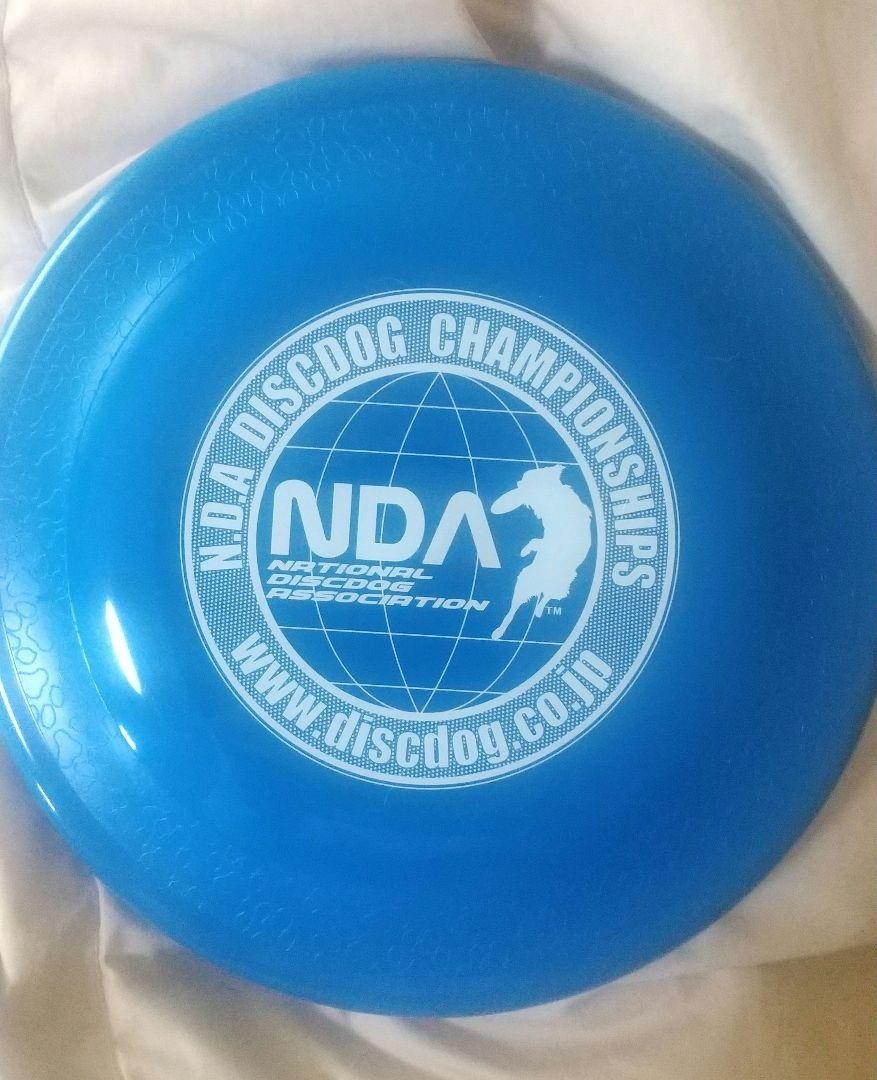 N.D.A DISCDOG CHAMPIONSHIPS
NDA
NATIONAL
DISCDOG
ASSOCIATION
TM
www.discdog.co.jp